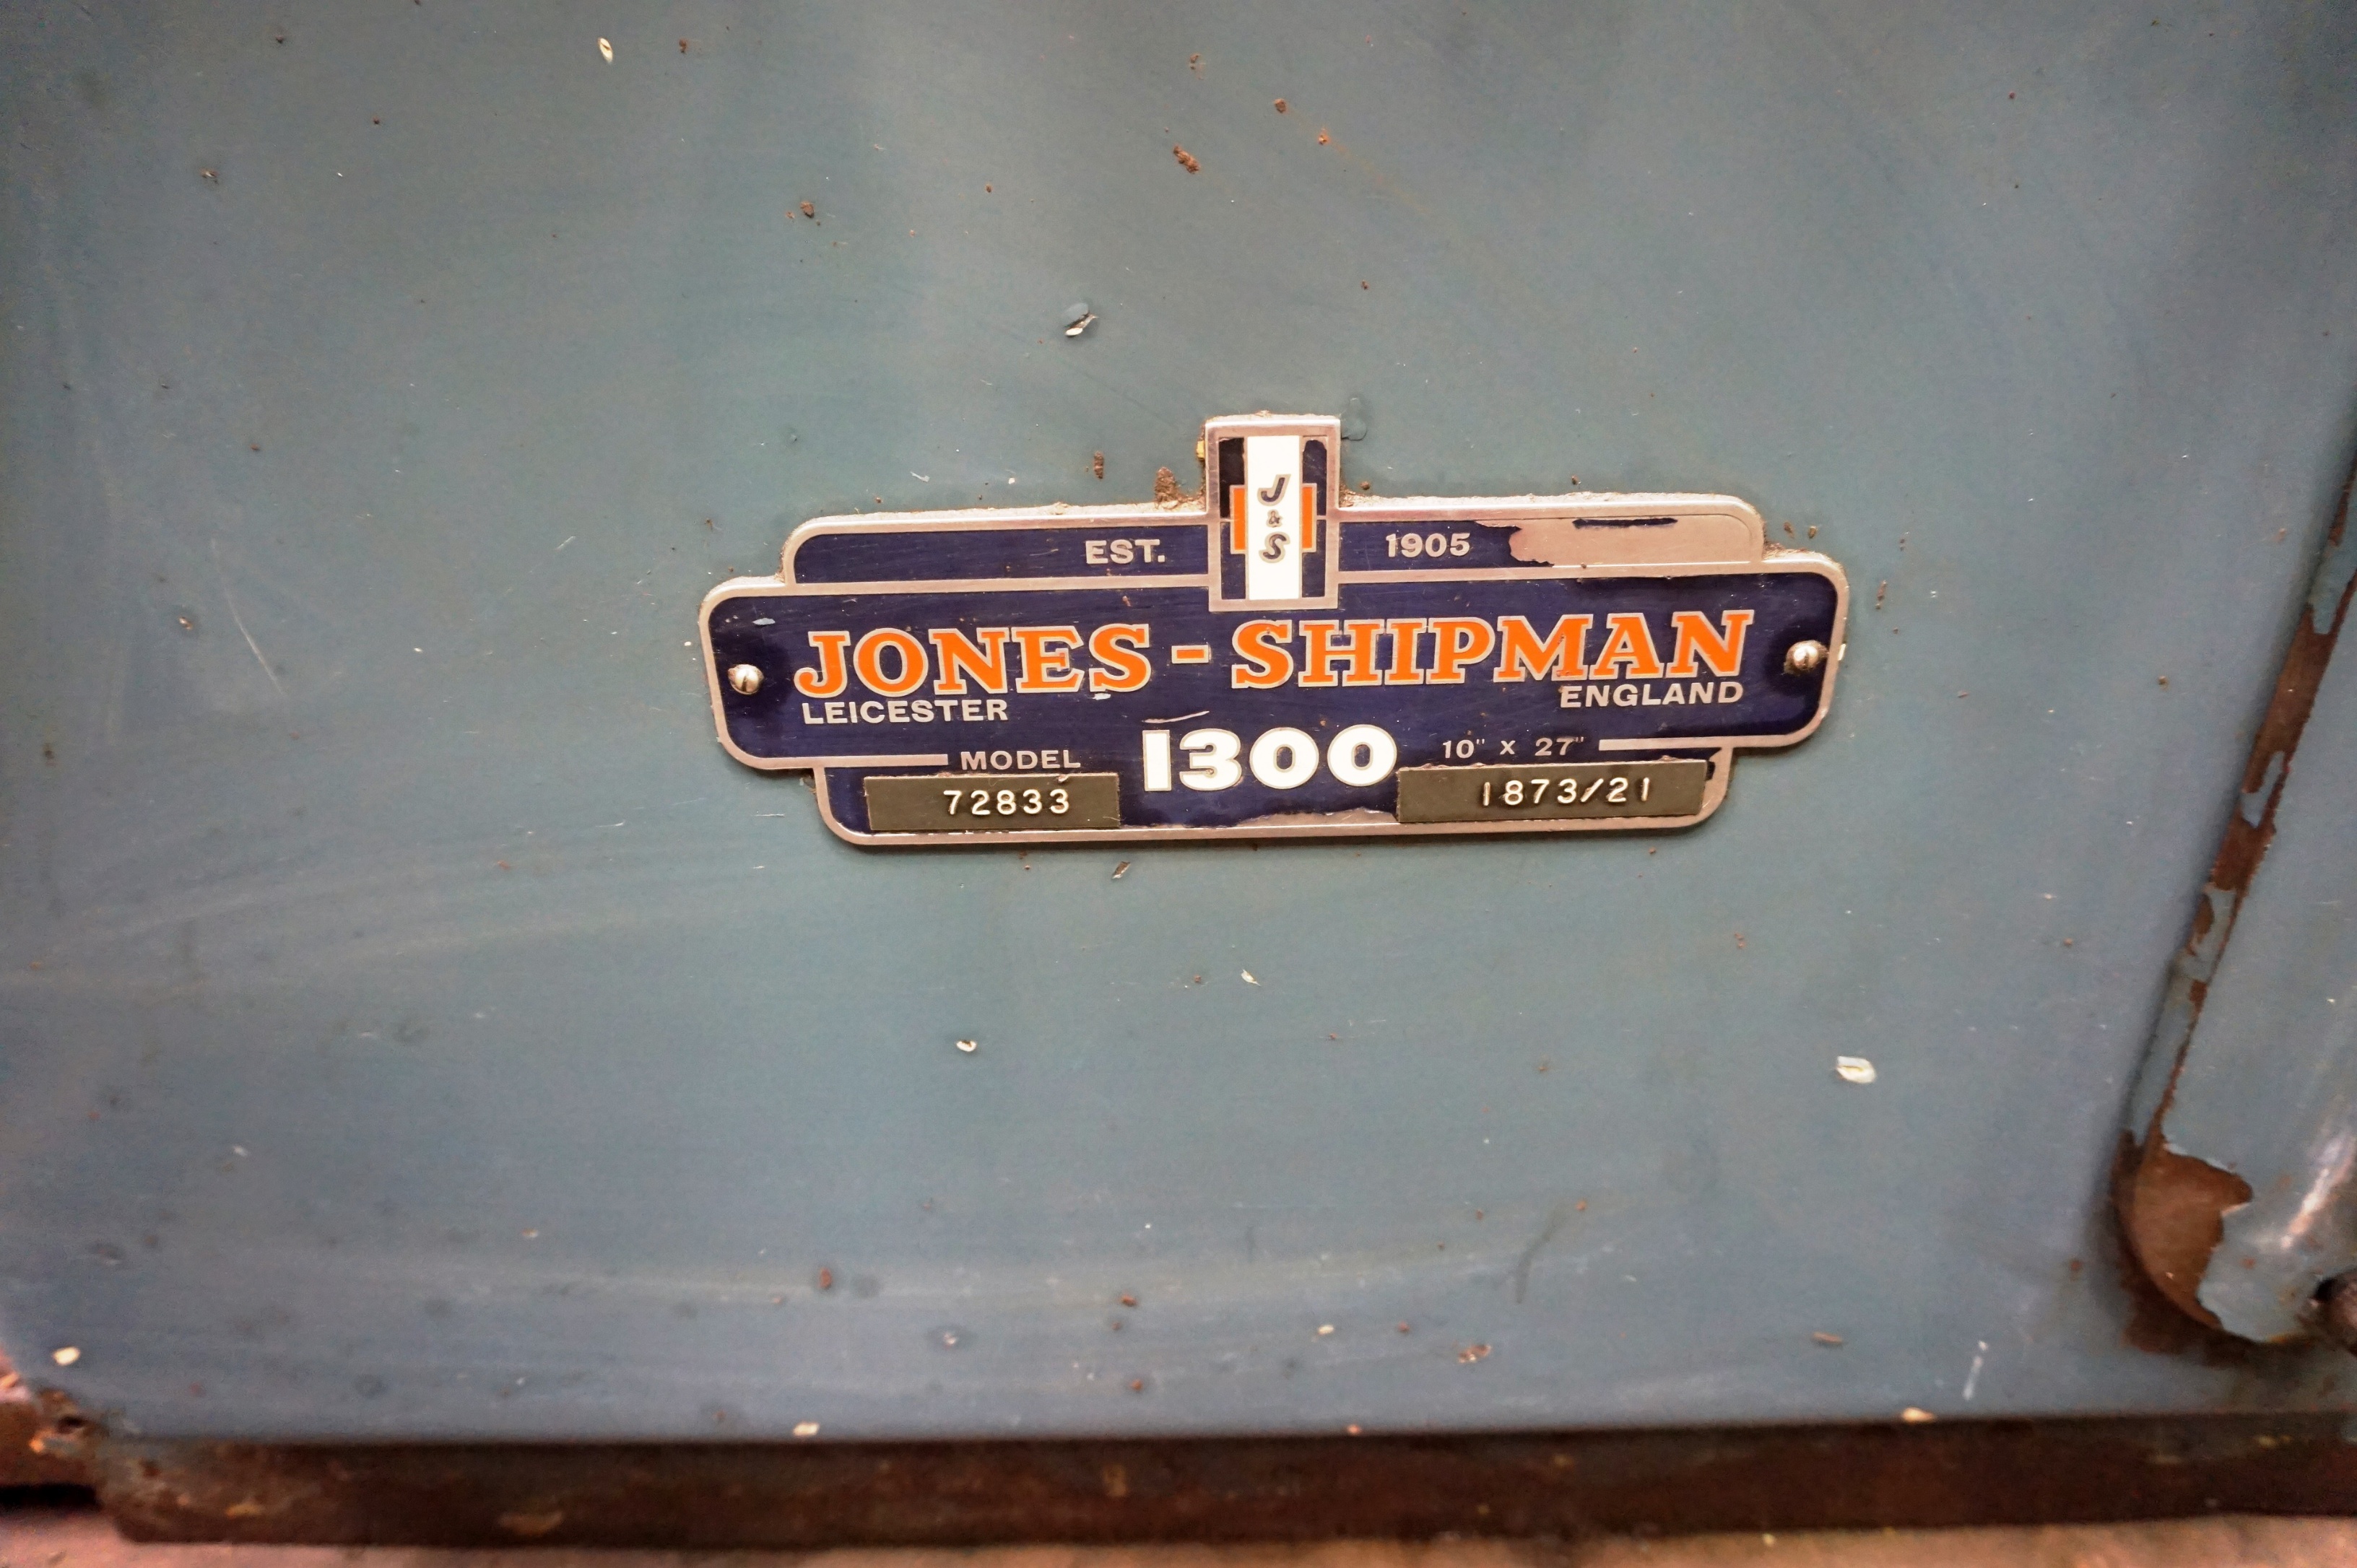 J
&
S
EST. 1905
JONES - SHIPMAN
LEICESTER ENGLAND
MODEL 1300 10" X 27"
72833 1873/21